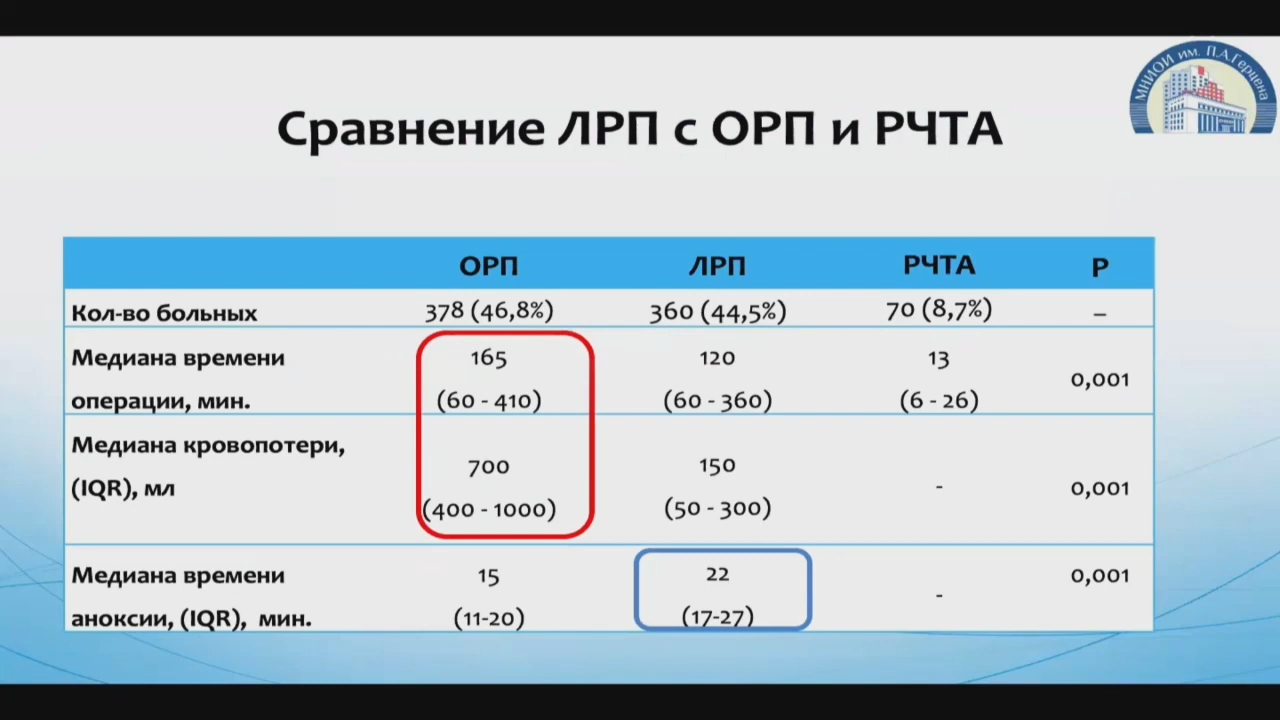 МНИОИ им. П.А.Герцена
Сравнение ЛРП с ОРП и РЧТА
ОРП ЛРП РЧТА Р
Кол-во больных 378 (46,8%) 360 (44,5%) 70 (8,7%) –
Медиана времени 165 120 13
операции, мин. (60 - 410) (60 - 360) (6 - 26) 0,001
Медиана кровопотери, 700 150
(IQR), мл (400 - 1000) (50 - 300) - 0,001
Медиана времени 15 22 0,001
аноксии, (IQR), мин. (11-20) (17-27) -